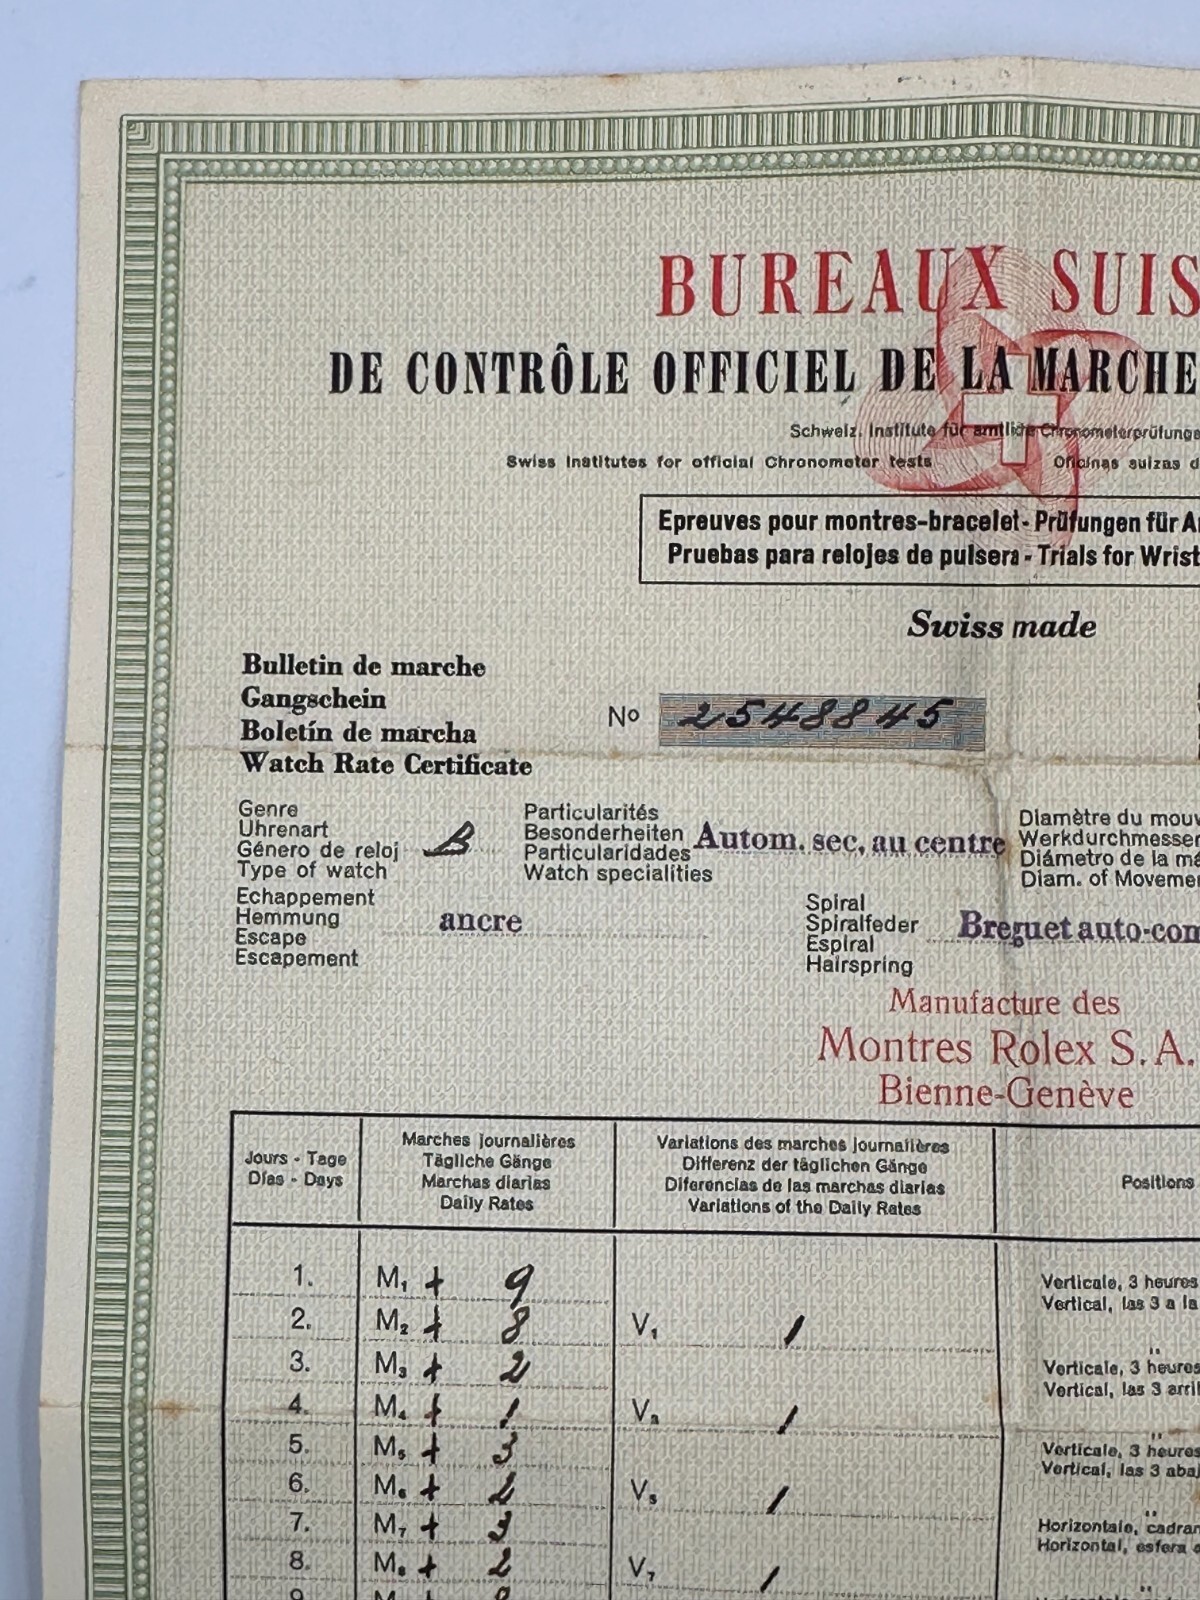 BUREAUX SUIS
DE CONTRÔLE OFFICIEL DE LA MARCHE
Schweiz. Institute für amtliche Chronometerprüfunge
Swiss Institutes for official Chronometer tests Oficinas suizas d
Epreuves pour montres-bracelet - Prüfungen für A
Pruebas para relojes de pulsera - Trials for Wrist
Swiss made
Bulletin de marche
Gangschein
Boletín de marcha
Watch Rate Certificate
No 2548845
Genre
Uhrenart
Género de reloj
Type of watch
B
Particularités
Besonderheiten
Particularidades
Watch specialities
Autom. sec. au centre
Diamètre du mouv
Werkdurchmesser
Diámetro de la má
Diam. of Moveme
Echappement
Hemmung
Escape
Escapement
ancre
Spiral
Spiralfeder
Espiral
Hairspring
Breguet auto-com
Manufacture des
Montres Rolex S.A.
Bienne-Genève
Jours - Tage
Días - Days
Marches journalières
Tägliche Gänge
Marchas diarias
Daily Rates
Variations des marches journalières
Differenz der täglichen Gänge
Diferencias de las marchas diarias
Variations of the Daily Rates
Positions
1. M₁ + 9 Verticale, 3 heures
Vertical, las 3 a la
2. M₂ + 8 V₁ 1 "
3. M₃ + 2 Verticale, 3 heures
Vertical, las 3 arri
4. M₄ + 1 V₃ 1 "
5. M₅ + 3 Verticale, 3 heures
Vertical, las 3 abaj
6. M₆ + 2 V₅ 1 "
7. M₇ + 3 Horizontale, cadran
Horizontal, esfera
8. M₈ + 2 V₇ 1 "